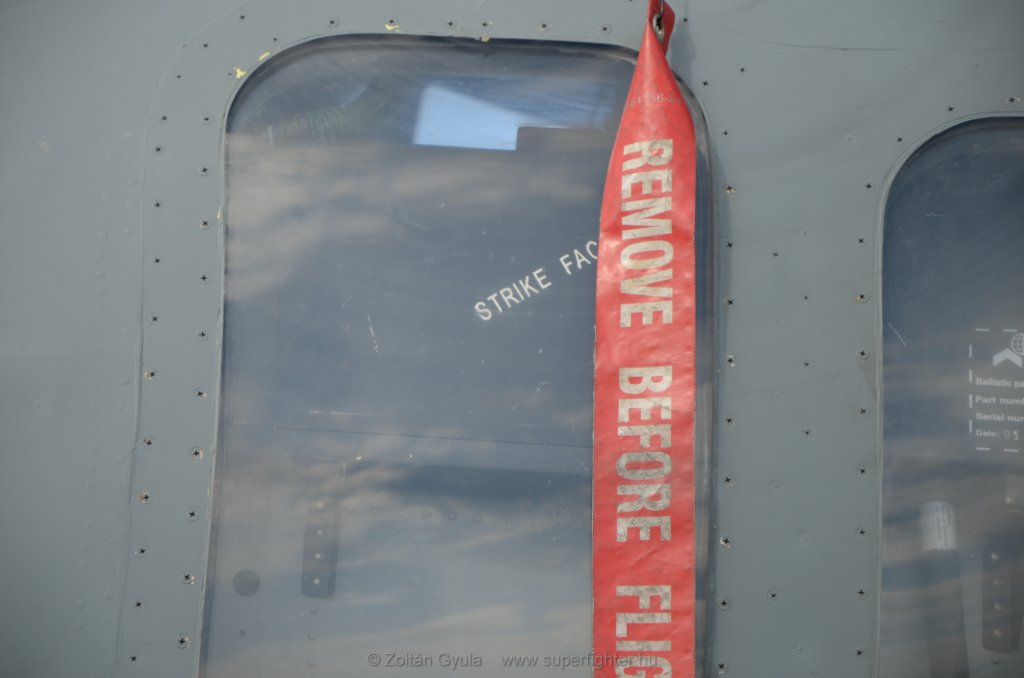 STRIKE FAC
REMOVE BEFORE FLIG
Ballistic pa
Part num
Serial num
Date: 05
© Zoltán Gyula www.superfighter.hu